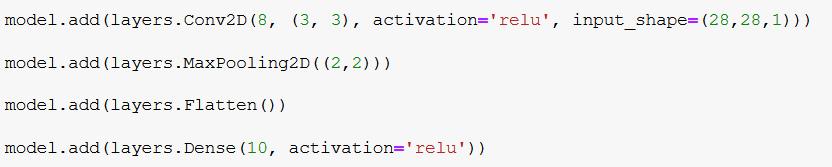 model.add(layers.Conv2D(8, (3, 3), activation='relu', input_shape=(28,28,1)))
model.add(layers.MaxPooling2D((2,2)))
model.add(layers.Flatten())
model.add(layers.Dense(10, activation='relu'))